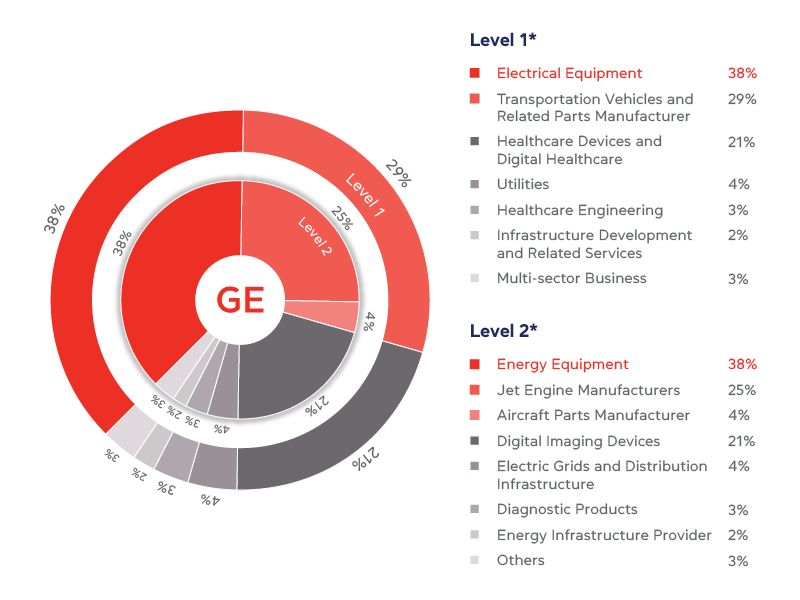 Level 1*
Electrical Equipment 38%
Transportation Vehicles and 29%
Related Parts Manufacturer
Healthcare Devices and 21%
Digital Healthcare
Utilities 4%
Healthcare Engineering 3%
Infrastructure Development 2%
and Related Services
Multi-sector Business 3%
Level 2*
Energy Equipment 38%
Jet Engine Manufacturers 25%
Aircraft Parts Manufacturer 4%
Digital Imaging Devices 21%
Electric Grids and Distribution 4%
Infrastructure
Diagnostic Products 3%
Energy Infrastructure Provider 2%
Others 3%
GE
Level 1
29%
21%
4%
3%
2%
3%
38%
Level 2
25%
4%
21%
4%
3%
2%
3%
38%